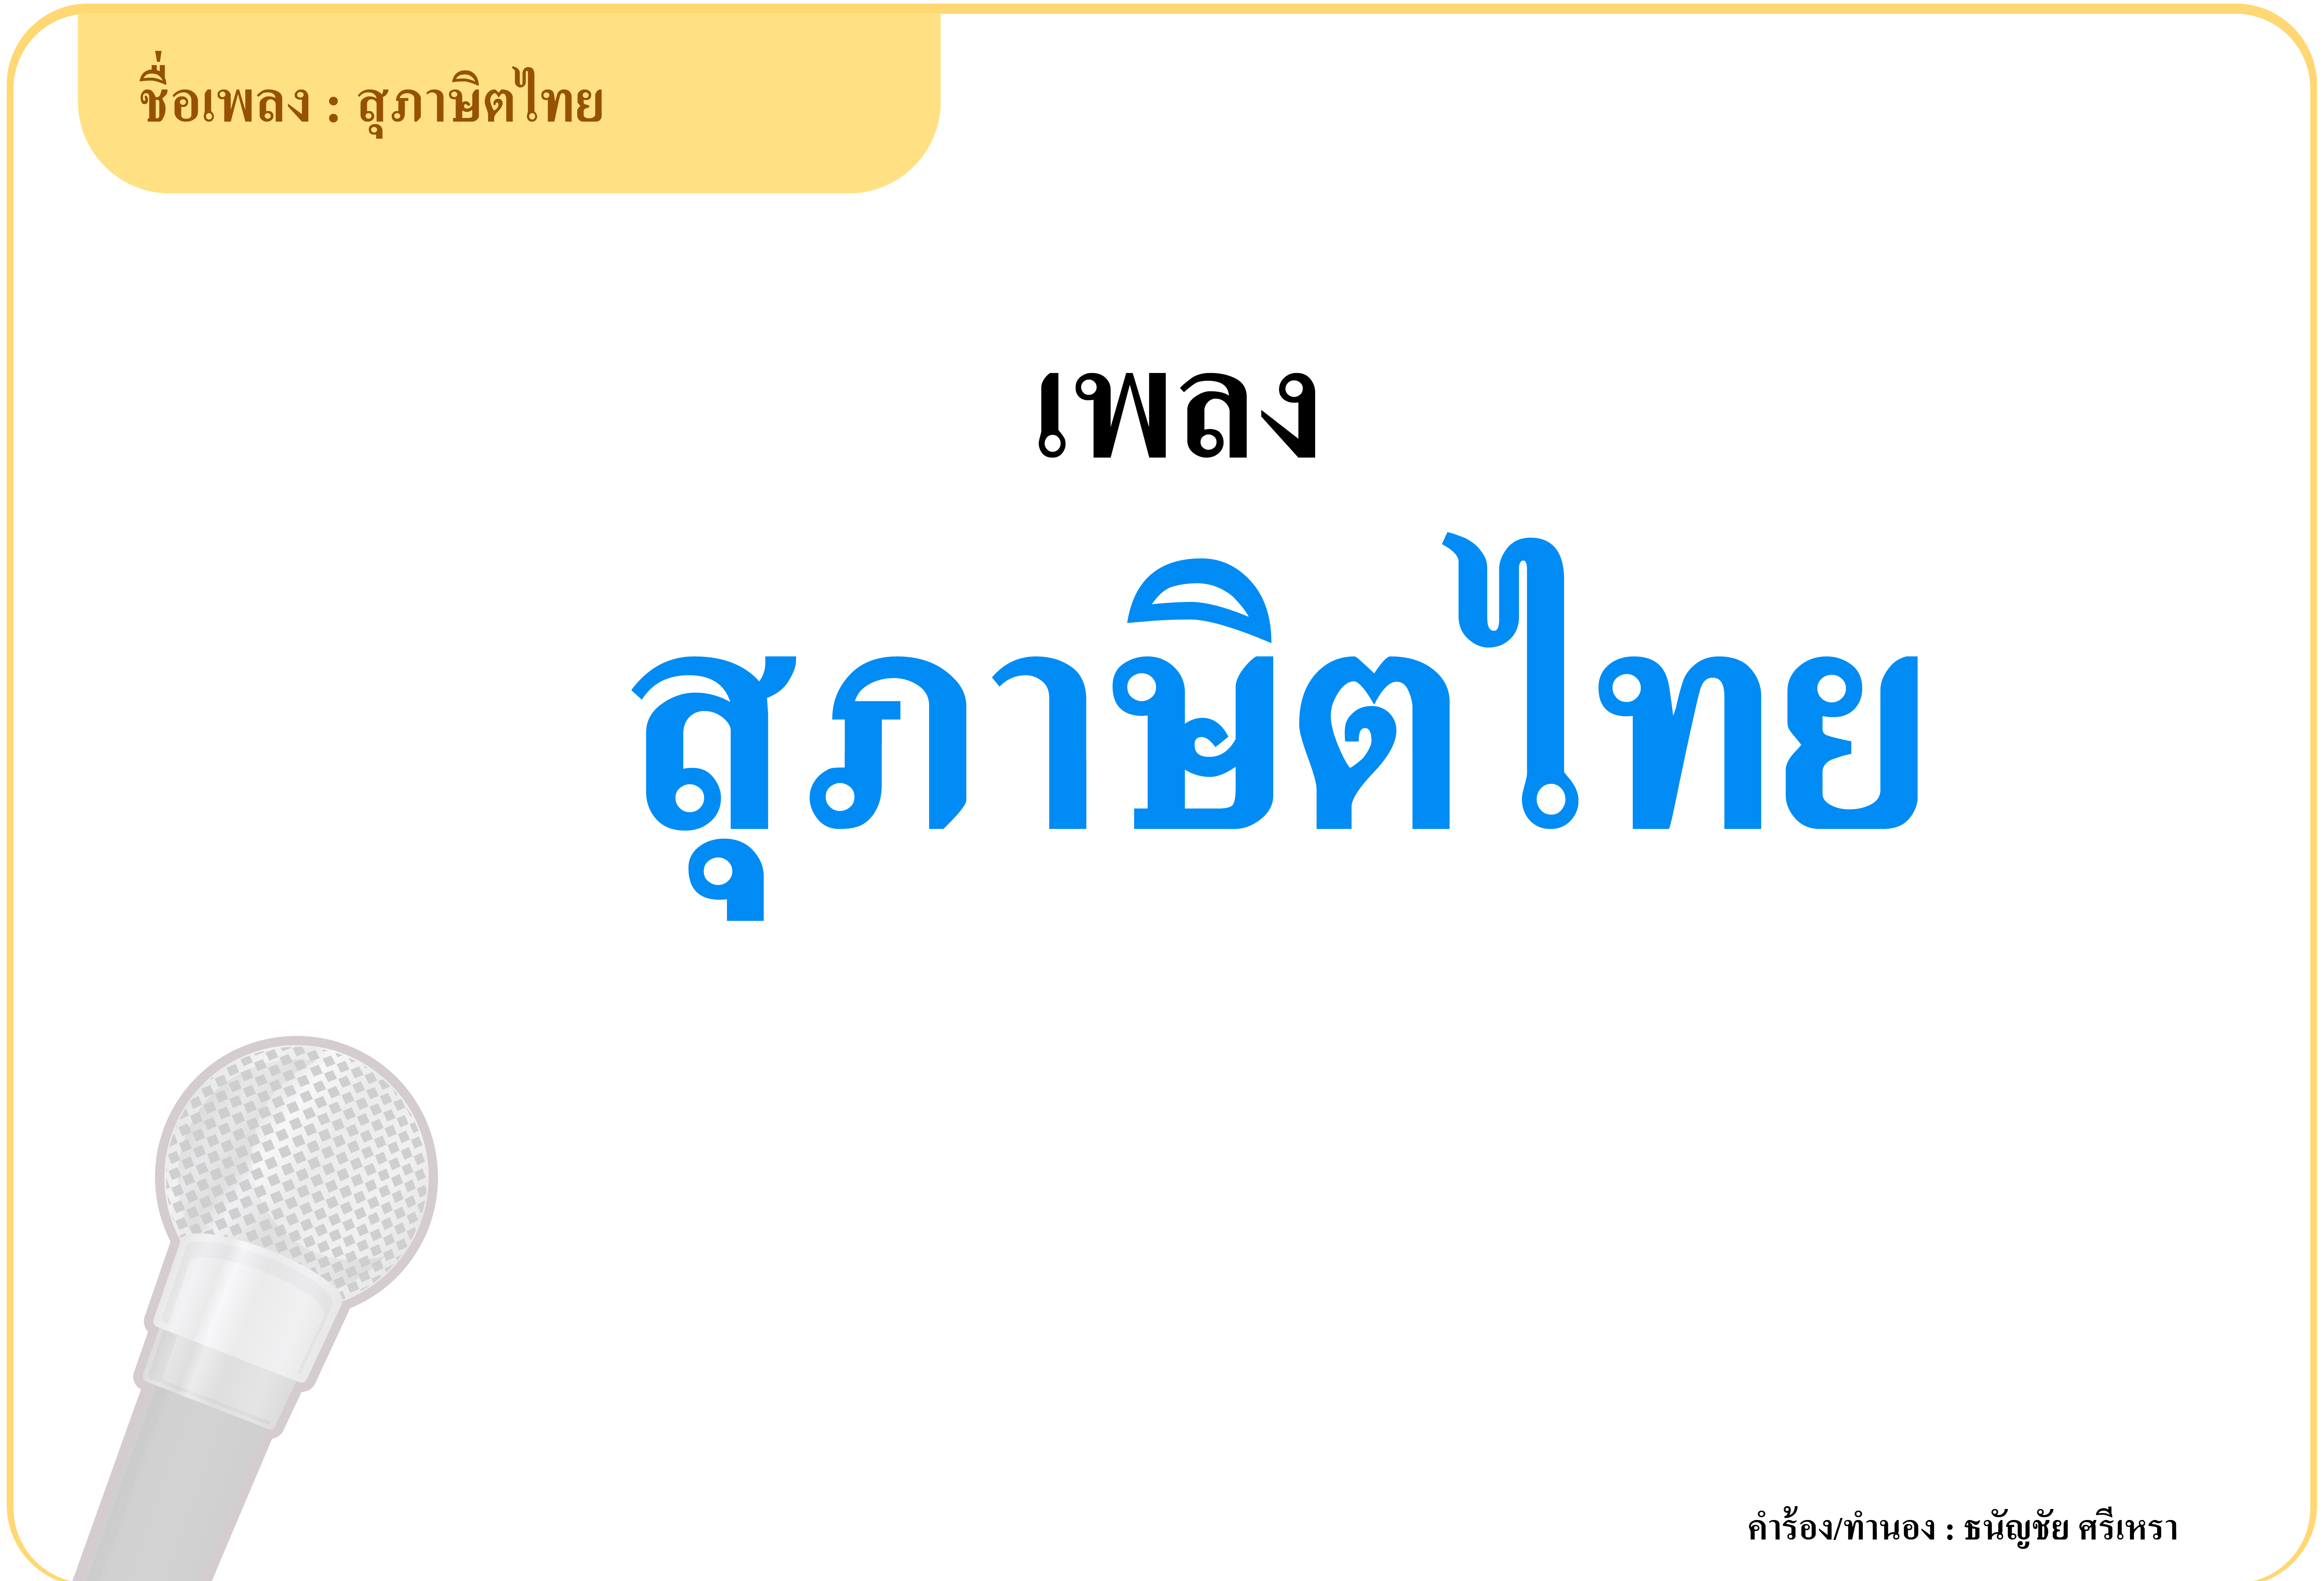 ชื่อเพลง : สุภาษิตไทย
เพลง
สุภาษิตไทย
คำร้อง/ทำนอง : ธนัญชัย ศรีเหรา